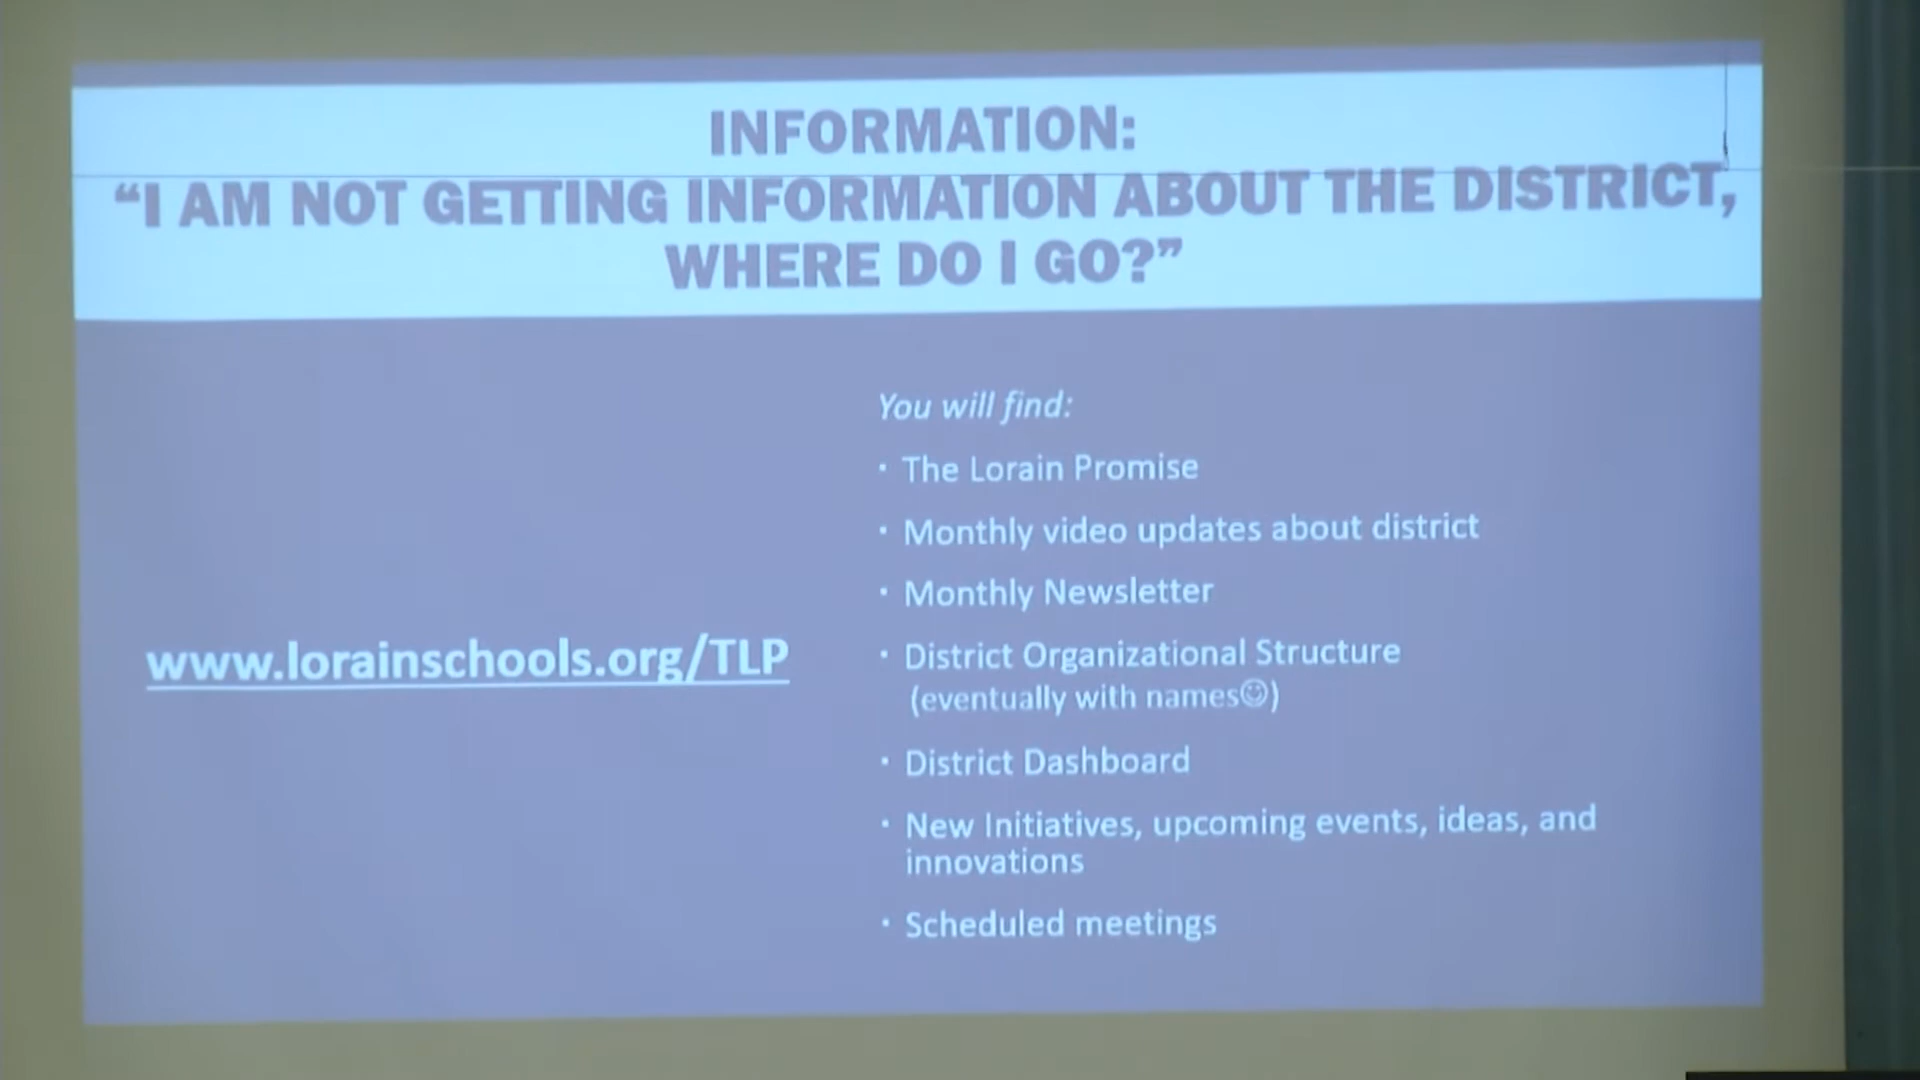 INFORMATION:
“I AM NOT GETTING INFORMATION ABOUT THE DISTRICT,
WHERE DO I GO?”
www.lorainschools.org/TLP
You will find:
· The Lorain Promise
· Monthly video updates about district
· Monthly Newsletter
· District Organizational Structure
(eventually with names☺)
· District Dashboard
· New Initiatives, upcoming events, ideas, and
innovations
· Scheduled meetings